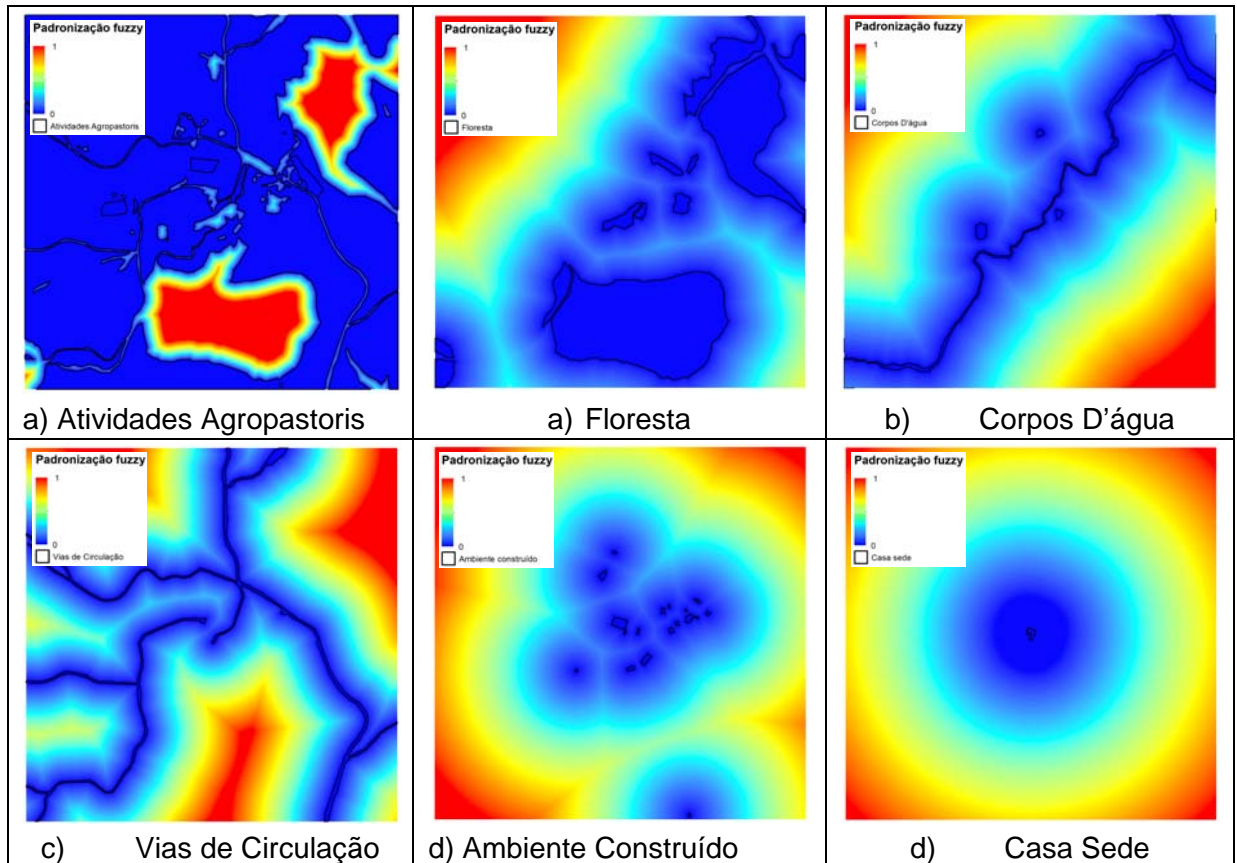 Padronização fuzzy
1
0
Atividades Agropastoris
a) Atividades Agropastoris
Padronização fuzzy
1
0
Floresta
a) Floresta
Padronização fuzzy
1
0
Corpos D'água
b) Corpos D’água
Padronização fuzzy
1
0
Vias de Circulação
c) Vias de Circulação
Padronização fuzzy
1
0
Ambiente construído
d) Ambiente Construído
Padronização fuzzy
1
0
Casa sede
d) Casa Sede